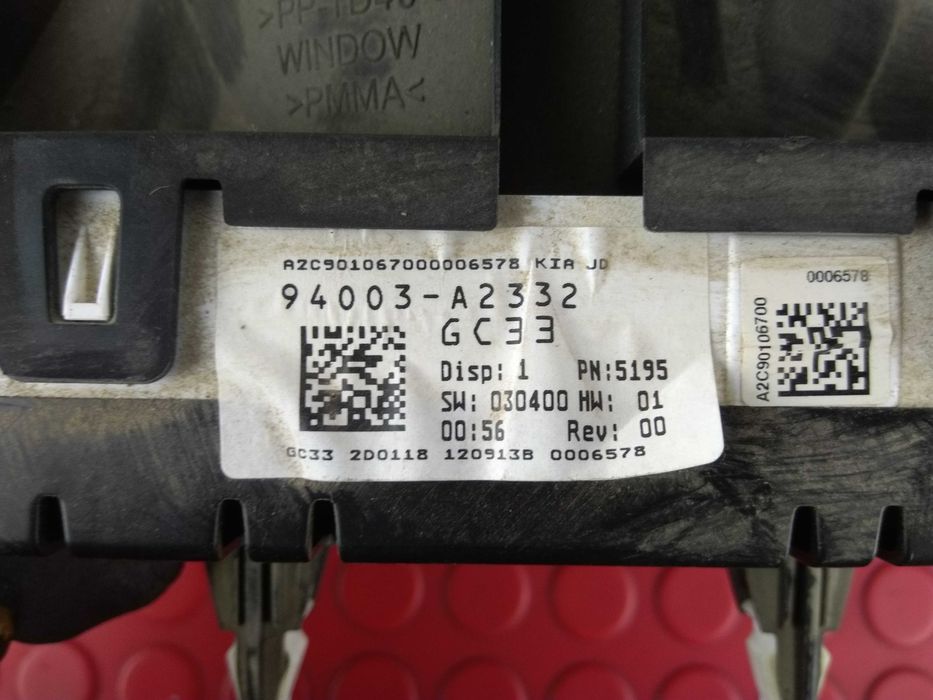 >PP-TD40
WINDOW
>PMMA<
A2C901067000006578 KIA JD
94003-A2332
GC33
Disp: 1 PN:5195
SW: 030400 HW: 01
00:56 Rev: 00
GC33 2D0118 120913B 0006578
0006578
A2C90106700